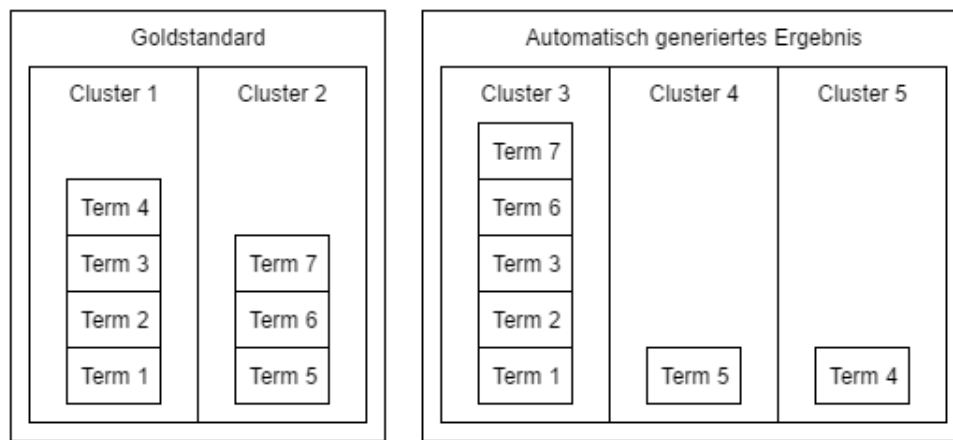 Goldstandard
Cluster 1
Cluster 2
Term 4
Term 3
Term 7
Term 2
Term 6
Term 1
Term 5
Automatisch generiertes Ergebnis
Cluster 3
Cluster 4
Cluster 5
Term 7
Term 6
Term 3
Term 2
Term 1
Term 5
Term 4